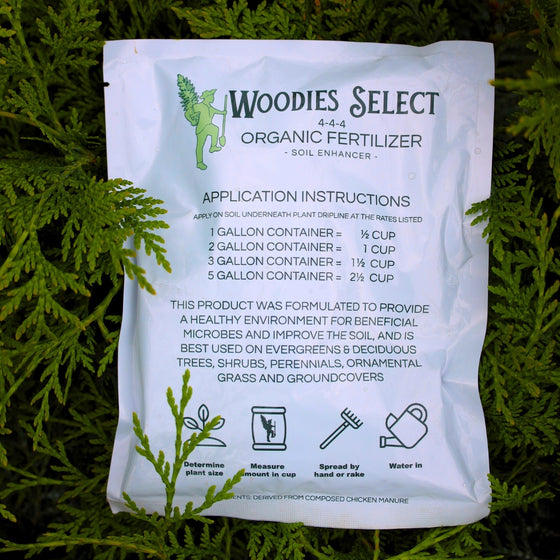 WOODIES SELECT
4-4-4
ORGANIC FERTILIZER
- SOIL ENHANCER -
APPLICATION INSTRUCTIONS
APPLY ON SOIL UNDERNEATH PLANT DRIPLINE AT THE RATES LISTED
1 GALLON CONTAINER = ½ CUP
2 GALLON CONTAINER = 1 CUP
3 GALLON CONTAINER = 1½ CUP
5 GALLON CONTAINER = 2½ CUP
THIS PRODUCT WAS FORMULATED TO PROVIDE
A HEALTHY ENVIRONMENT FOR BENEFICIAL
MICROBES AND IMPROVE THE SOIL, AND IS
BEST USED ON EVERGREENS & DECIDUOUS
TREES, SHRUBS, PERENNIALS, ORNAMENTAL
GRASS AND GROUNDCOVERS
Determine Measure Spread by Water in
plant size amount in cup hand or rake
DERIVED FROM COMPOSED CHICKEN MANURE